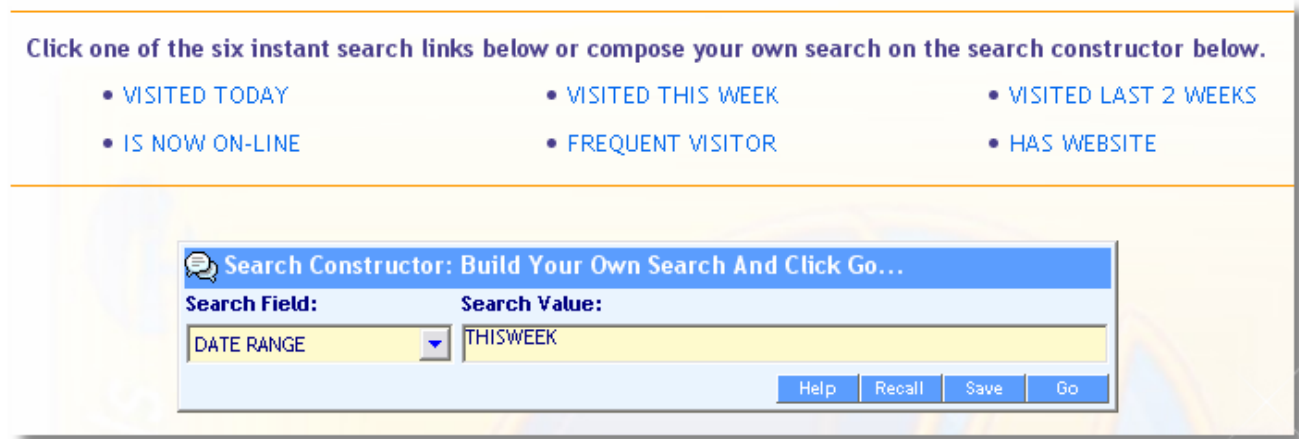 Click one of the six instant search links below or compose your own search on the search constructor below.
• VISITED TODAY • VISITED THIS WEEK • VISITED LAST 2 WEEKS
• IS NOW ON-LINE • FREQUENT VISITOR • HAS WEBSITE
Search Constructor: Build Your Own Search And Click Go...
Search Field: Search Value:
DATE RANGE THISWEEK
Help Recall Save Go